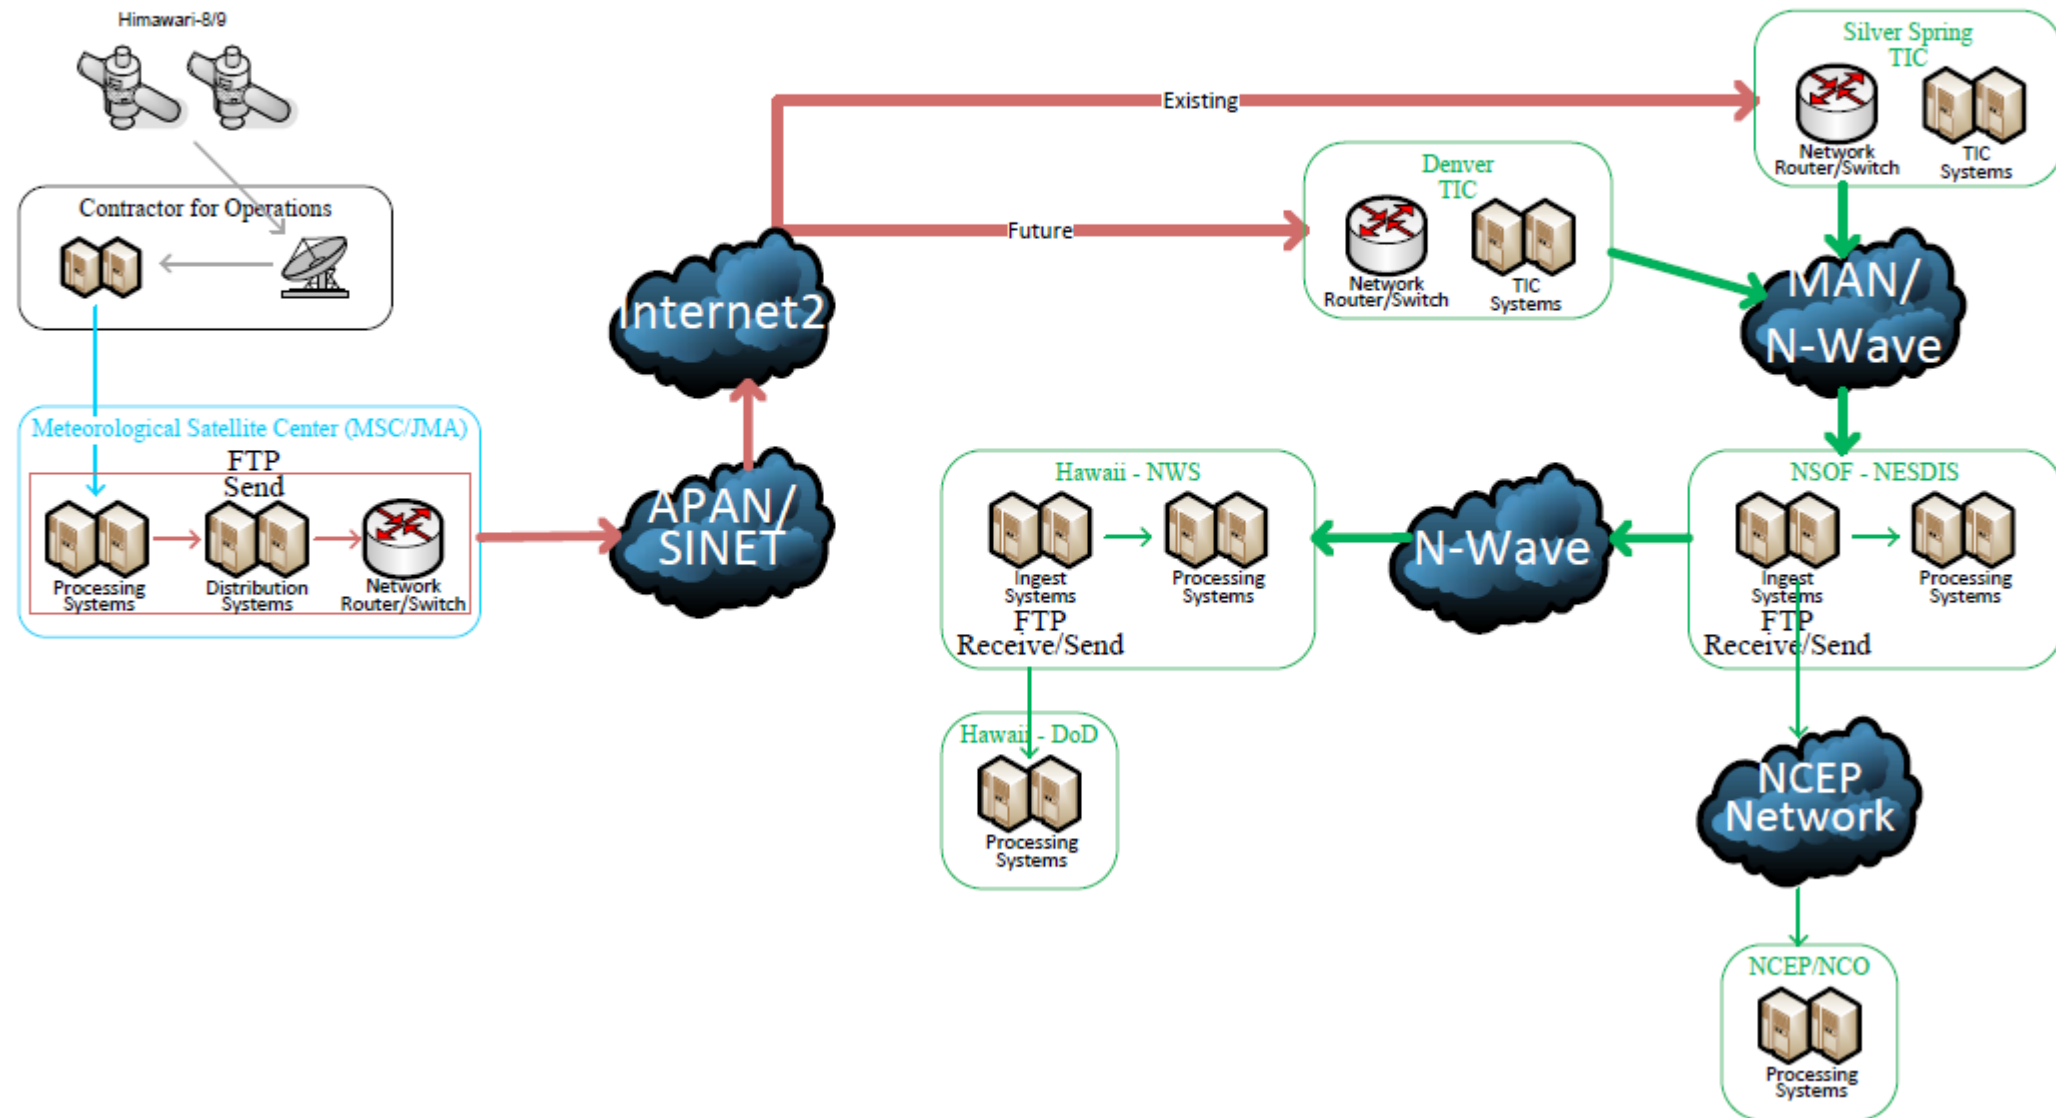 Himawari-8/9
Contractor for Operations
Meteorological Satellite Center (MSC/JMA)
FTP
Send
Processing
Systems
Distribution
Systems
Network
Router/Switch
APAN/
SINET
Internet2
Existing
Future
Silver Spring
TIC
Network
Router/Switch
TIC
Systems
Denver
TIC
Network
Router/Switch
TIC
Systems
MAN/
N-Wave
NSOF - NESDIS
Ingest
Systems
Processing
Systems
FTP
Receive/Send
N-Wave
Hawaii - NWS
Ingest
Systems
Processing
Systems
FTP
Receive/Send
Hawaii - DoD
Processing
Systems
NCEP
Network
NCEP/NCO
Processing
Systems